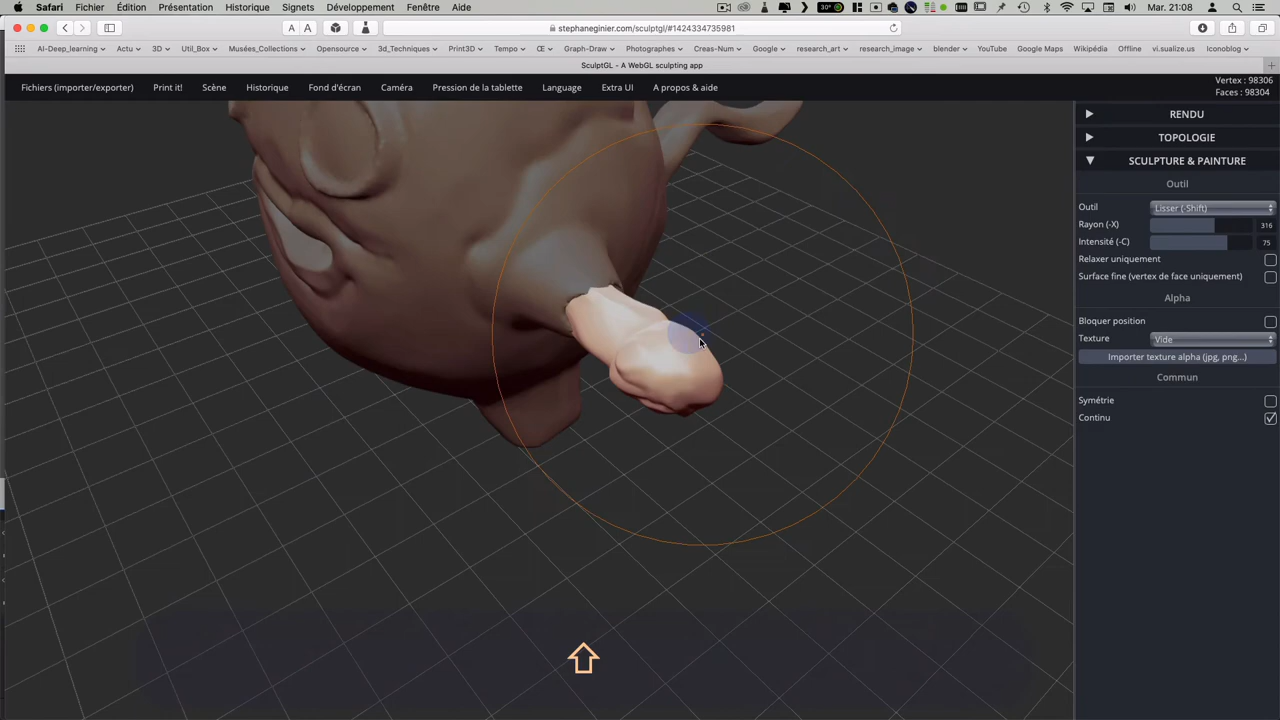 Safari Fichier Édition Présentation Historique Signets Développement Fenêtre Aide 30° Mar. 21:08
A A stephaneginier.com/sculptgl/#1424334735981
AI-Deep_learning Actu 3D Util_Box Musées_Collections Opensource 3d_Techniques Print3D Tempo Œ Graph-Draw Photographes Creas-Num Google research_art research_image blender YouTube Google Maps Wikipédia Offline vi.sualize.us Iconoblog
SculptGL - A WebGL sculpting app
Fichiers (importer/exporter) Print it! Scène Historique Fond d'écran Caméra Pression de la tablette Language Extra UI A propos & aide
Vertex : 98306
Faces : 98304
RENDU
TOPOLOGIE
SCULPTURE & PAINTURE
Outil
Outil Lisser (-Shift)
Rayon (-X) 316
Intensité (-C) 75
Relaxer uniquement
Surface fine (vertex de face uniquement)
Alpha
Bloquer position
Texture Vide
Importer texture alpha (jpg, png...)
Commun
Symétrie
Continu